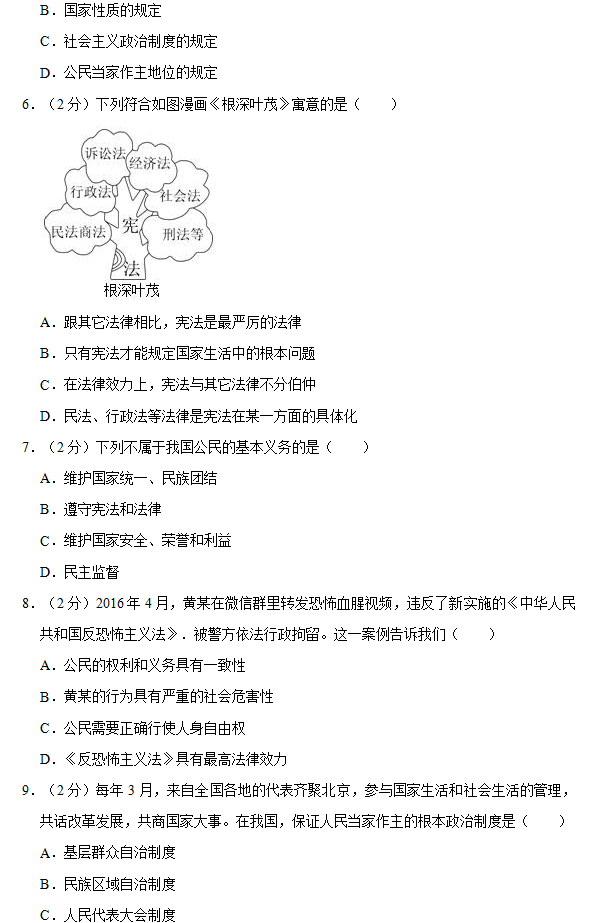 B．国家性质的规定
C．社会主义政治制度的规定
D．公民当家作主地位的规定
6．（2分）下列符合如图漫画《根深叶茂》寓意的是（　　）
诉讼法
经济法
行政法
社会法
民法商法
宪
刑法等
法
根深叶茂
A．跟其它法律相比，宪法是最严厉的法律
B．只有宪法才能规定国家生活中的根本问题
C．在法律效力上，宪法与其它法律不分伯仲
D．民法、行政法等法律是宪法在某一方面的具体化
7．（2分）下列不属于我国公民的基本义务的是（　　）
A．维护国家统一、民族团结
B．遵守宪法和法律
C．维护国家安全、荣誉和利益
D．民主监督
8．（2分）2016年4月，黄某在微信群里转发恐怖血腥视频，违反了新实施的《中华人民
共和国反恐怖主义法》．被警方依法行政拘留。这一案例告诉我们（　　）
A．公民的权利和义务具有一致性
B．黄某的行为具有严重的社会危害性
C．公民需要正确行使人身自由权
D．《反恐怖主义法》具有最高法律效力
9．（2分）每年3月，来自全国各地的代表齐聚北京，参与国家生活和社会生活的管理，
共话改革发展，共商国家大事。在我国，保证人民当家作主的根本政治制度是（　　）
A．基层群众自治制度
B．民族区域自治制度
C．人民代表大会制度